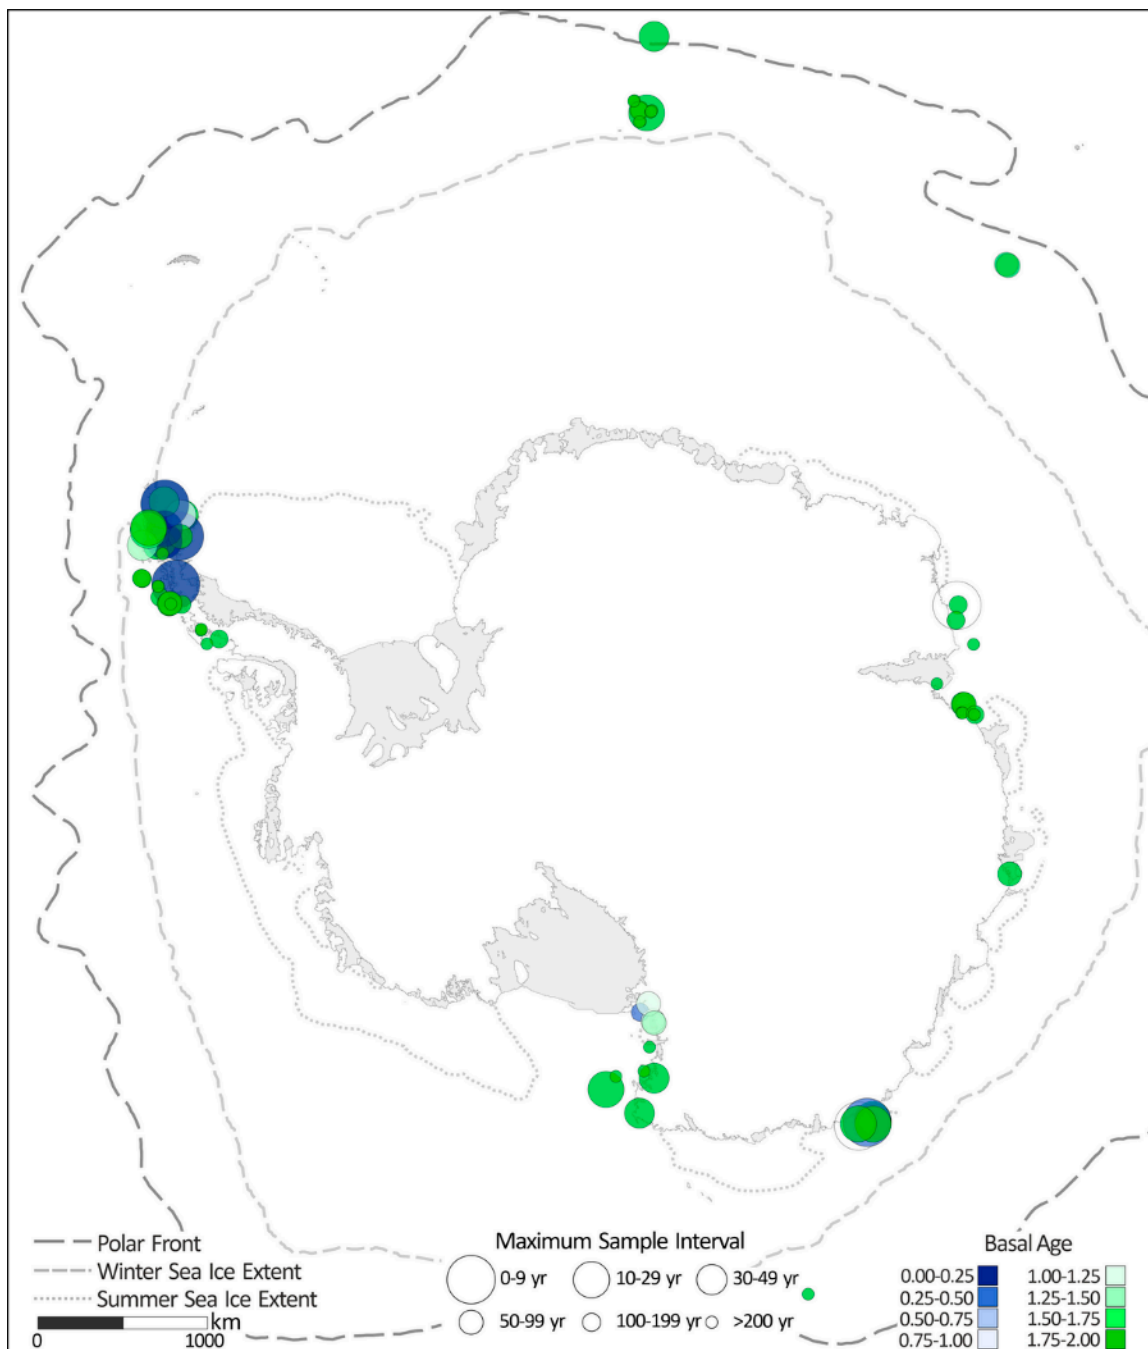 Polar Front
Winter Sea Ice Extent
Summer Sea Ice Extent
0 1000 km
Maximum Sample Interval
0-9 yr 10-29 yr 30-49 yr
50-99 yr 100-199 yr >200 yr
Basal Age
0.00-0.25 1.00-1.25
0.25-0.50 1.25-1.50
0.50-0.75 1.50-1.75
0.75-1.00 1.75-2.00